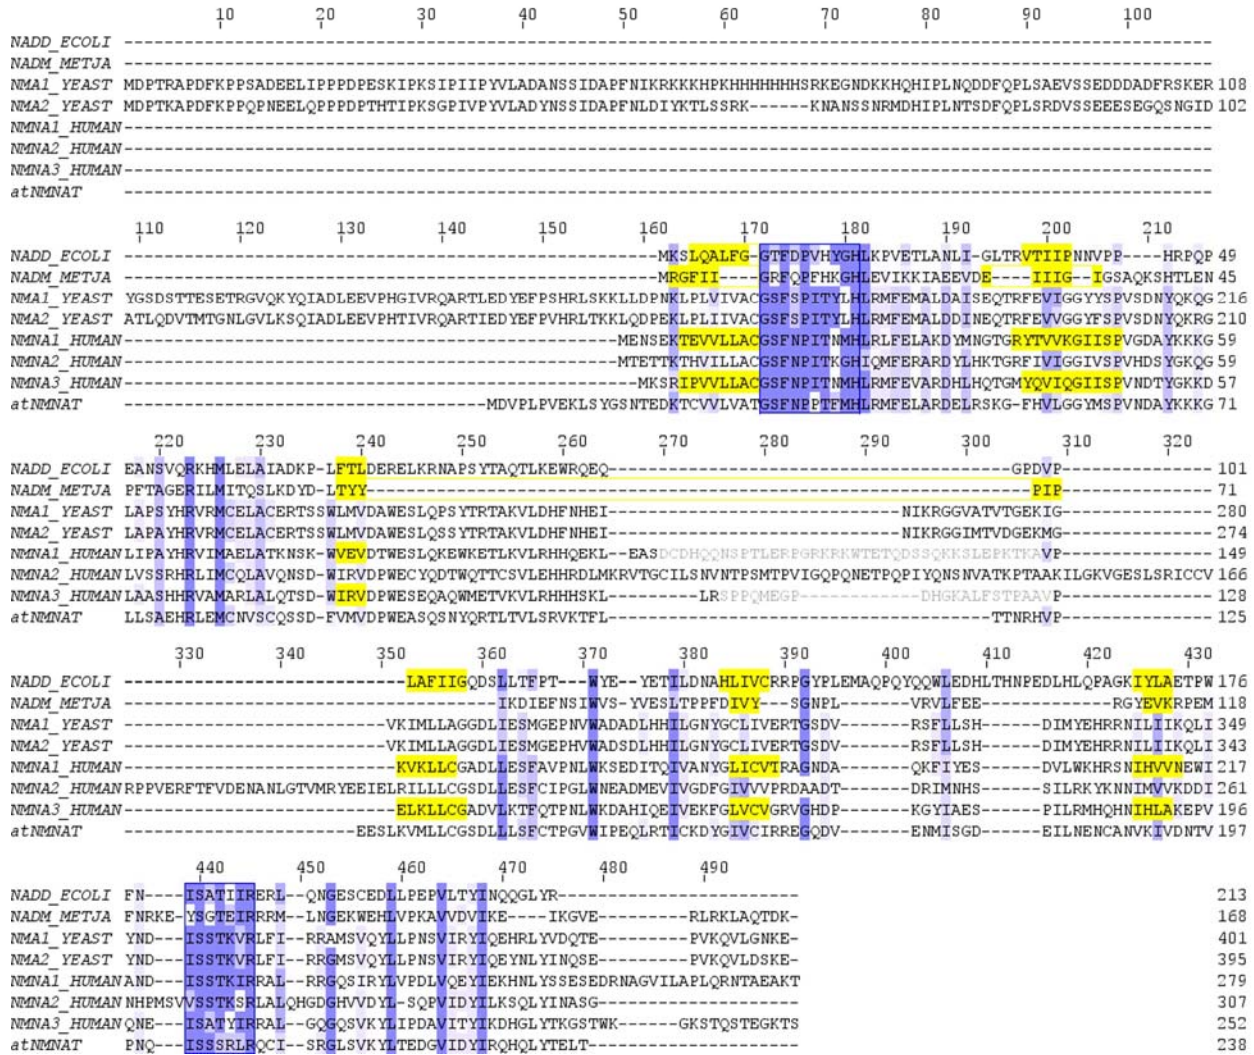 10 20 30 40 50 60 70 80 90 100
NADD_ECOLI ------------------------------------------------------------------------------------------------------------
NADM_METJA ------------------------------------------------------------------------------------------------------------
NMA1_YEAST MDPTRAPDFKPPSADEELIPPPDPESKIPKSIPIIPYVLADANSSIDAPFNIKRKKKHPKHHHHHHHSRKEGNDKKHQHIPLNQDDFQPLSAEVSSEDDDADFRSKER 108
NMA2_YEAST MDPTKAPDFKPPQPNEELQPPPDPTHTIPKSGPIVPYVLADYNSSIDAPFNLDIYKTLSSRK------KNANSSNRMDHIPLNTSDFQPLSRDVSSEEESEGQSNGID 102
NMNA1_HUMAN ------------------------------------------------------------------------------------------------------------
NMNA2_HUMAN ------------------------------------------------------------------------------------------------------------
NMNA3_HUMAN ------------------------------------------------------------------------------------------------------------
atNMNAT ------------------------------------------------------------------------------------------------------------
110 120 130 140 150 160 170 180 190 200 210
NADD_ECOLI -----------------------------------------------------MKSLQALFG-GTFDPVHYGHLKPVETLANLI-GLTRVTIIPNNVPP----HRPQP 49
NADM_METJA ------------------------------------------------------MRGFII----GRFQPFHKGHLEVIKKIAEEVDE----IIIG--IGSAQKSHTLEN 45
NMA1_YEAST YGSDSTTESETRGVQKYQIADLEEVPHGIVRQARTLEDYEFPSHRLSKKLLDPNKLPLVIVACGSFSPITYLHLRMFEMALDAISEQTRFEVIGGYYSPVSDNYQKQG 216
NMA2_YEAST ATLQDVTMTGNLGVLKSQIADLEEVPHTIVRQARTIEDYEFPVHRLTKKLQDPEKLPLIIVACGSFSPITYLHLRMFEMALDDINEQTRFEVVGGYFSPVSDNYQKRG 210
NMNA1_HUMAN -------------------------------------------------MENSEKTEVVLLACGSFNPITNMHLRLFELAKDYMNGTGRYTVVKGIISPVGDAYKKKG 59
NMNA2_HUMAN -------------------------------------------------MTETTKTHVILLACGSFNPITKGHIQMFERARDYLHKTGRFIVIGGIVSPVHDSYGKQG 59
NMNA3_HUMAN ---------------------------------------------------MKSRIPVVLLACGSFNPITNMHLRMFEVARDHLHQTGMYQVIQGIISPVNDTYGKKD 57
atNMNAT ------------------------------------MDVPLPVEKLSYGSNTEDKTCVVLVATGSFNPPTFMHLRMFELARDELRSKG-FHVLGGYMSPVNDAYKKKG 71
220 230 240 250 260 270 280 290 300 310 320
NADD_ECOLI EANSVQRKHMLELAIADKP-LFTLDERELKRNAPSYTAQTLKEWRQEQ----------------------------------------GPDVP--------------- 101
NADM_METJA PFTAGERILMITQSLKDYD-LTYY------------------------------------------------------------------PIP--------------- 71
NMA1_YEAST LAPSYHRVRMCELACERTSSWLMVDAWESLQPSYTRTAKVLDHFNHEI-----------------------------NIKRGGVATVTGEKIG--------------- 280
NMA2_YEAST LAPAYHRVRMCELACERTSSWLMVDAWESLQSSYTRTAKVLDHFNHEI-----------------------------NIKRGGIMTVDGEKMG--------------- 274
NMNA1_HUMAN LIPAYHRVIMAELATKNSK-WVEVDTWESLQKEWKETLKVLRHHQEKL--EASDCDHQQNSPTLERPGRKRKWTETQDSSQKKSLEPKTKAVP--------------- 149
NMNA2_HUMAN LVSSRHRLIMCQLAVQNSD-WIRVDPWECYQDTWQTTCSVLEHHRDLMKRVTGCILSNVNTPSMTPVIGQPQNETPQPIYQNSNVATKPTAAKILGKVGESLSRICCV 166
NMNA3_HUMAN LAASHHRVAMARLALQTSD-WIRVDPWESEQAQWMETVKVLRHHHSKL---------LRSPPQMEGP-------------DHGKALFSTPAAVP-------------- 128
atNMNAT LLSAEHRLEMCNVSCQSSD-FVMVDPWEASQSNYQRTLTVLSRVKTFL--------------------------------------TTNRHVP--------------- 125
330 340 350 360 370 380 390 400 410 420 430
NADD_ECOLI ----------------------------LAFIIGQDSLLTFPT--WYE-YETILDNAHLIVCRRPGYPLEMAQPQYQQWLEDHLTHNPEDLHLQPAGKIYLAETPW 176
NADM_METJA -------------------------------------IKDIEFNSIWVS-YVESLTPPFDIVY---SGNPL-------VRVLFEE--------RGYEVKRPEM 118
NMA1_YEAST --------------------------VKIMLLAGGDLIESMGEPNVWADADLHHILGNYGCLIVERTGSDV-------RSFLLSH------DIMYEHRRNILIIKQLI 349
NMA2_YEAST --------------------------VKIMLLAGGDLIESMGEPHVWADSDLHHILGNYGCLIVERTGSDV-------RSFLLSH------DIMYEHRRNILIIKQLI 343
NMNA1_HUMAN ---------------------------KVKLLCGADLLESFAVPNLWKSEDITQIVANYGLICVTRAGNDA-------QKFIYES------DVLWKHRSNIHVVNEWI 217
NMNA2_HUMAN RPPVERFTFVDENANLGTVMRYEEIELRILLLCGSDLLESFCIPGLWNEADMEVIVGDFGIVVVPRDAADT-------DRIMNHS------SILRKYKNNIMVVKDDI 261
NMNA3_HUMAN ---------------------------ELKLLCGADVLKTFQTPNLWKDAHIQEIVEKFGLVCVGRVGHDP-------KGYIAES------PILRMHQHNIHLAKEPV 196
atNMNAT -----------------------EESLKVMLLCGSDLLLSFCTPGVWIPEQLRTICKDYGIVCIRREGQDV-------ENMISGD------EILNENCANVKIVDNTV 197
440 450 460 470 480 490
NADD_ECOLI FN----ISATIIRERL--QNGESCEDLLPEPVLTYINQQGLYR------------------------ 213
NADM_METJA FNRKE-YSGTEIRRRM--LNGEKWEHLVPKAVVDVIKE----IKGVE--------RLRKLAQTDK- 168
NMA1_YEAST YND---ISSTKVRLFI--RRAMSVQYLLPNSVIRYIQEHRLYVDQTE---------PVKQVLGNKE- 401
NMA2_YEAST YND---ISSTKVRLFI--RRGMSVQYLLPNSVIRYIQEYNLYINQSE---------PVKQVLDSKE- 395
NMNA1_HUMAN AND---ISSTKIRRAL--RRGQSIRYLVPDLVQEYIEKHNLYSSESEDRNAGVILAPLQRNTAEAKT 279
NMNA2_HUMAN NHPMSVVSSTKSRLALQHGDGHVVDYL-SQPVIDYILKSQLYINASG-------------------- 307
NMNA3_HUMAN QNE---ISATYIRRAL--GQGQSVKYLIPDAVITYIKDHGLYTKGSTWK-------GKSTQSTEGKTS 252
atNMNAT PNQ---ISSSRLRQCI--SRGLSVKYLTEDGVIDYIRQHQLYTELT--------------------- 238